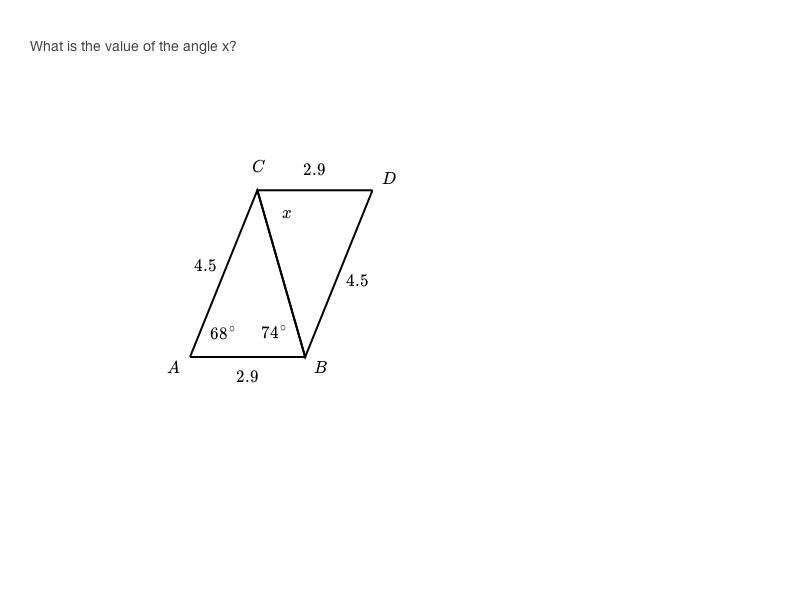 What is the value of the angle x?
C 2.9 D
x
4.5
4.5
68° 74°
A B
2.9